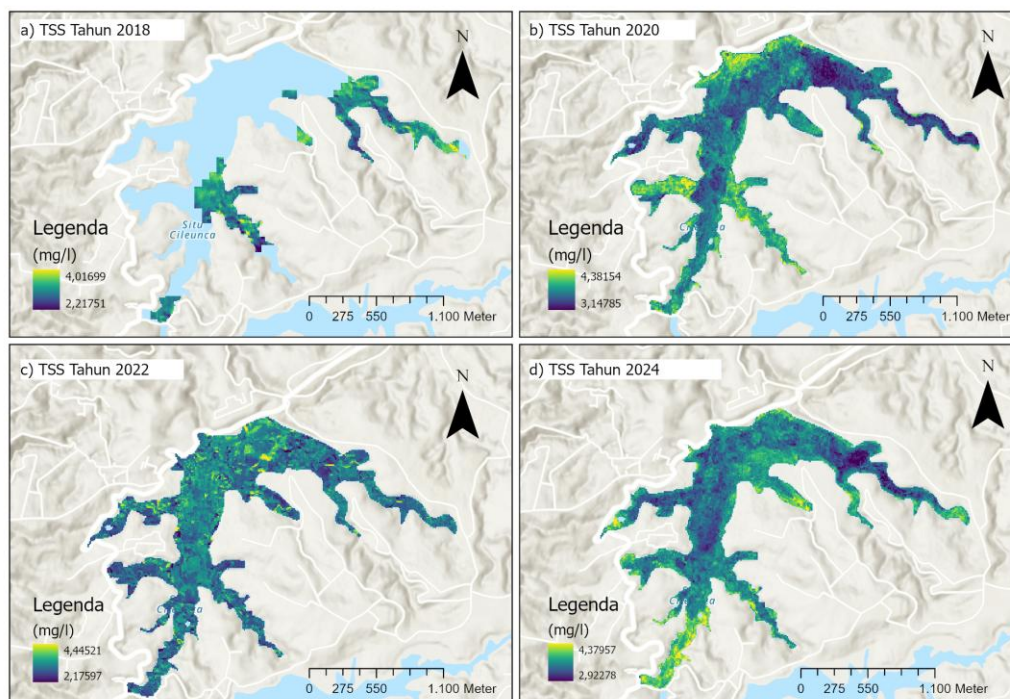 a) TSS Tahun 2018
N
Situ
Cileunca
Legenda
(mg/l)
4,01699
2,21751
0 275 550 1.100 Meter
b) TSS Tahun 2020
N
Legenda
(mg/l)
4,38154
3,14785
0 275 550 1.100 Meter
c) TSS Tahun 2022
N
Legenda
(mg/l)
4,44521
2,17597
0 275 550 1.100 Meter
d) TSS Tahun 2024
N
Legenda
(mg/l)
4,37957
2,92278
0 275 550 1.100 Meter